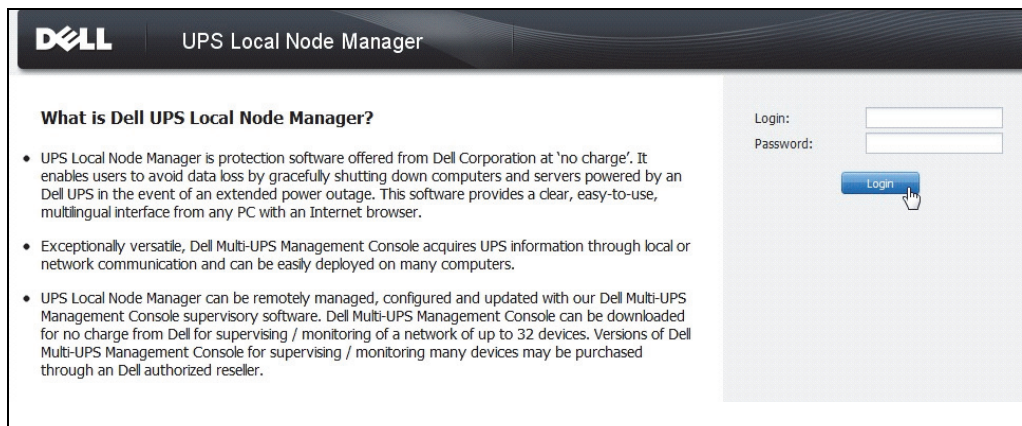 DELL
UPS Local Node Manager
What is Dell UPS Local Node Manager?
• UPS Local Node Manager is protection software offered from Dell Corporation at ‘no charge’. It
enables users to avoid data loss by gracefully shutting down computers and servers powered by an
Dell UPS in the event of an extended power outage. This software provides a clear, easy-to-use,
multilingual interface from any PC with an Internet browser.
• Exceptionally versatile, Dell Multi-UPS Management Console acquires UPS information through local or
network communication and can be easily deployed on many computers.
• UPS Local Node Manager can be remotely managed, configured and updated with our Dell Multi-UPS
Management Console supervisory software. Dell Multi-UPS Management Console can be downloaded
for no charge from Dell for supervising / monitoring of a network of up to 32 devices. Versions of Dell
Multi-UPS Management Console for supervising / monitoring many devices may be purchased
through an Dell authorized reseller.
Login:
Password:
Login